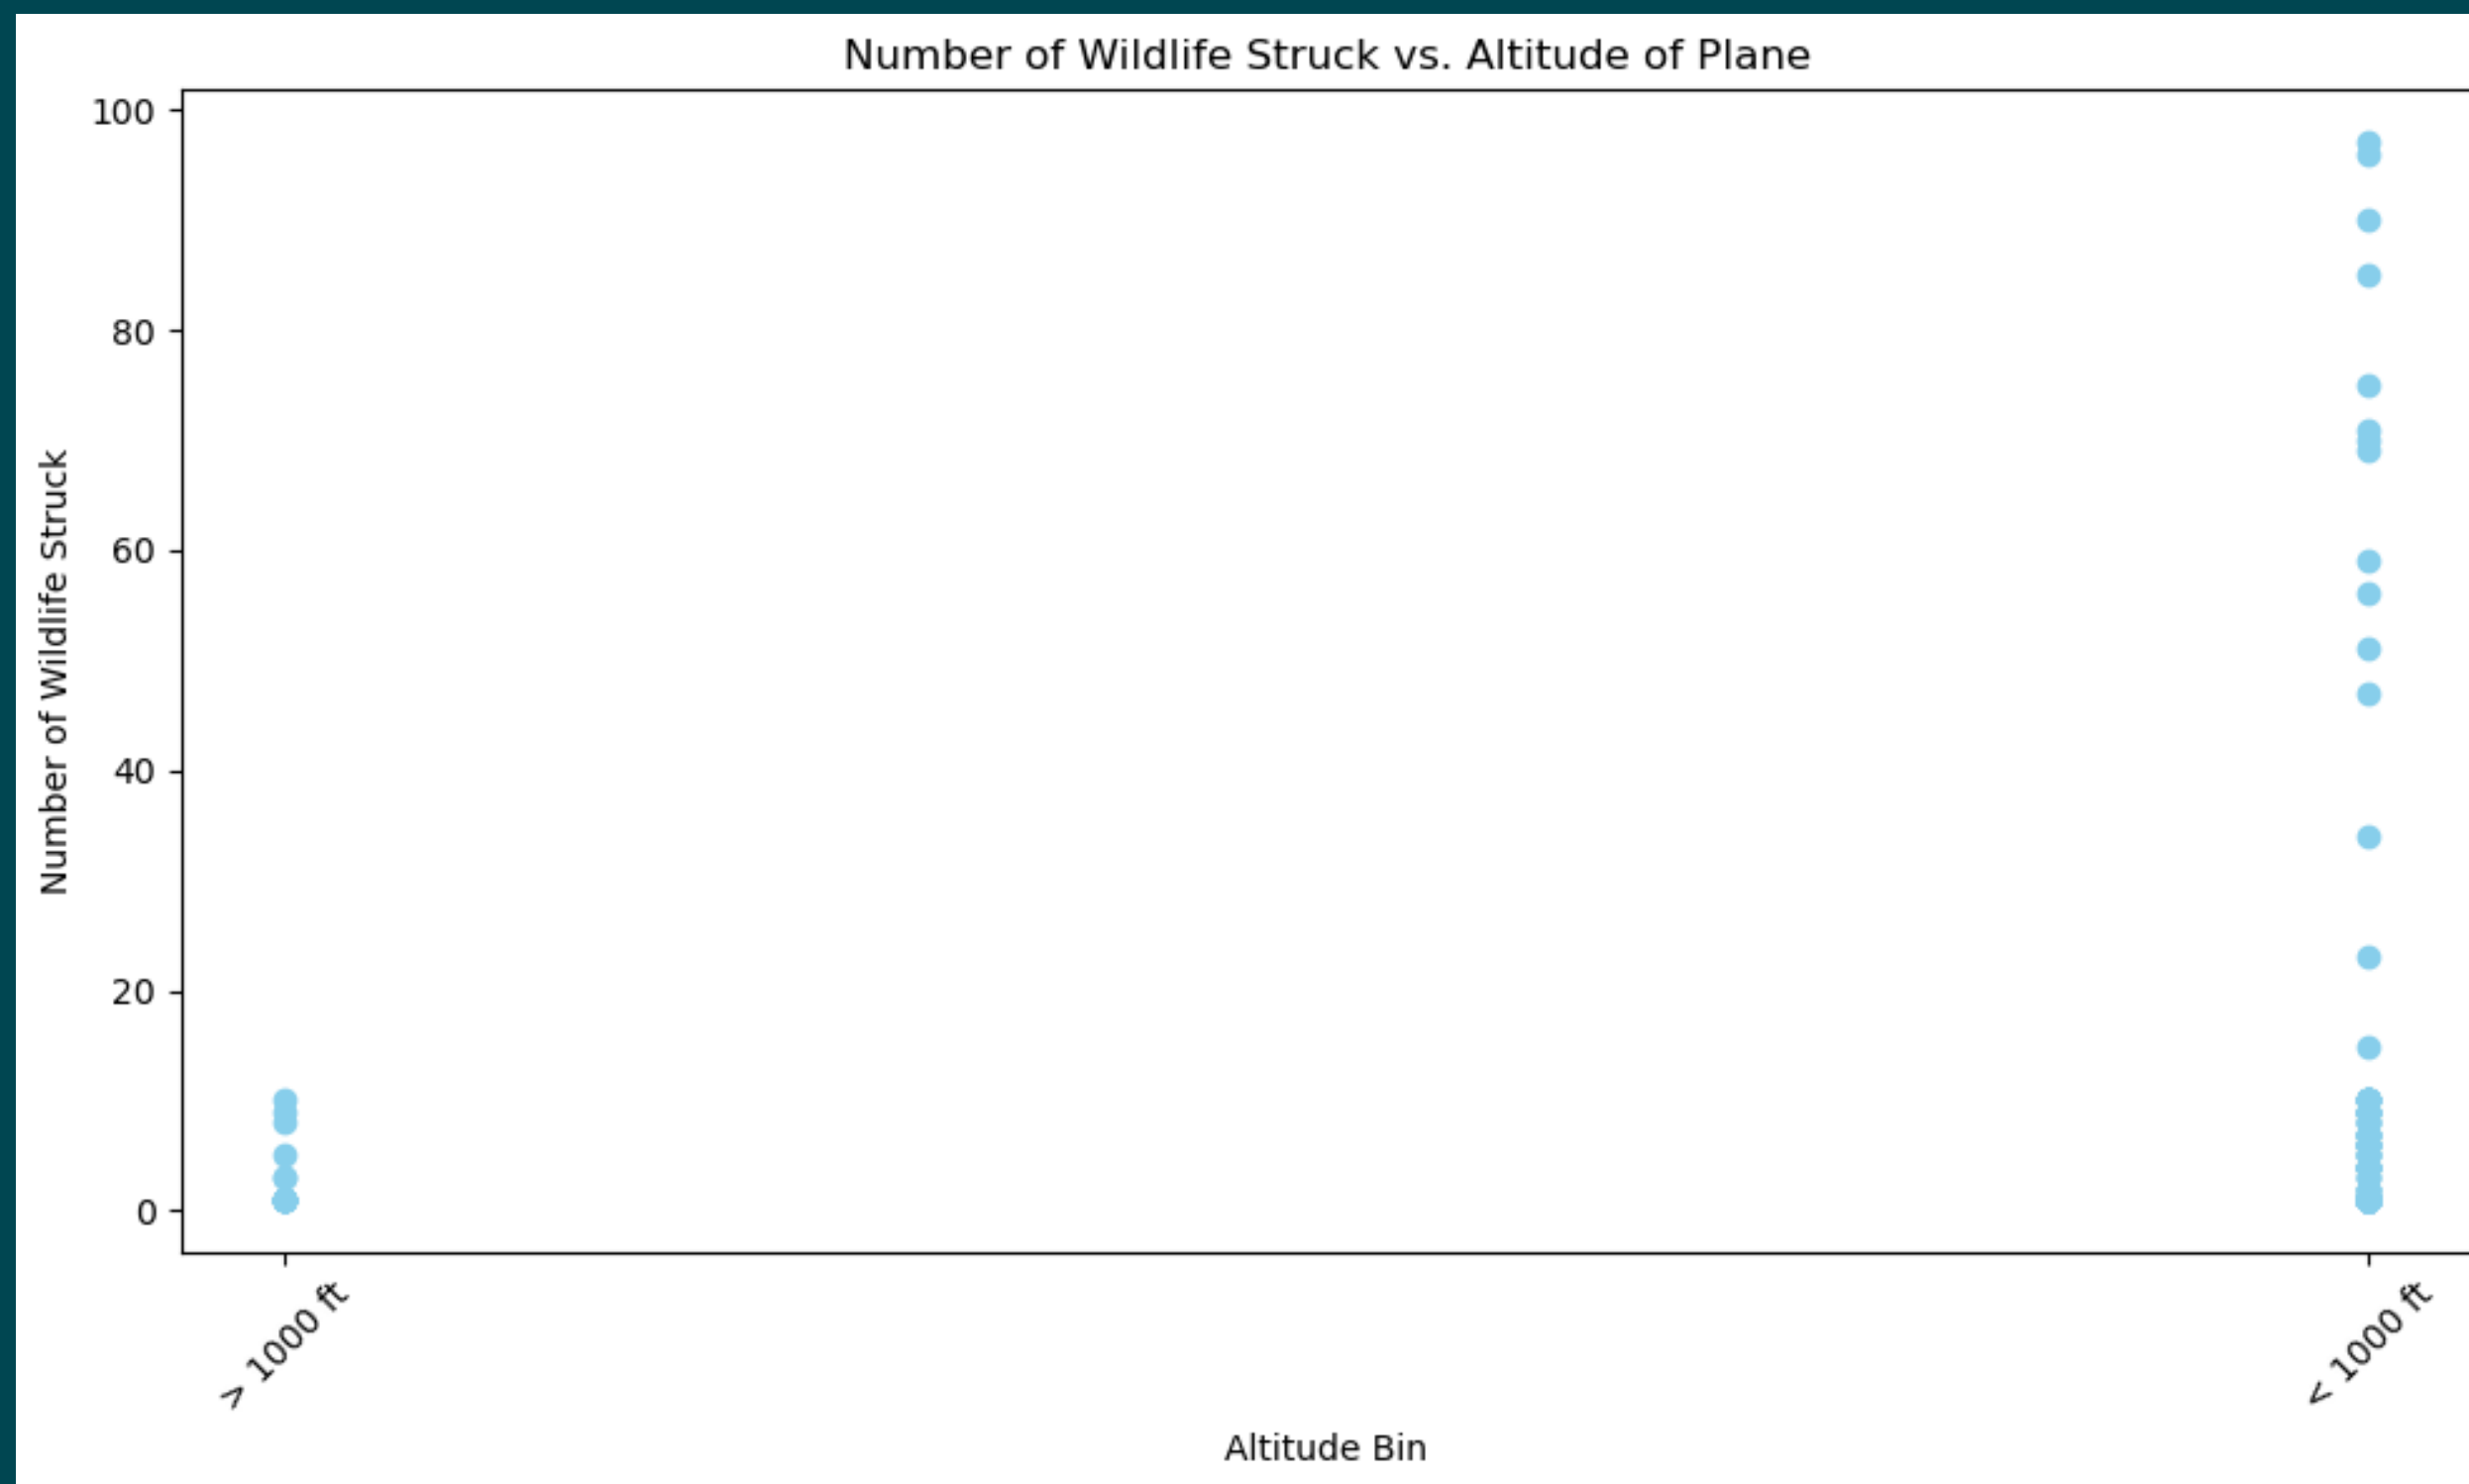 Number of Wildlife Struck vs. Altitude of Plane
Number of Wildlife Struck
100
80
60
40
20
0
> 1000 ft
< 1000 ft
Altitude Bin